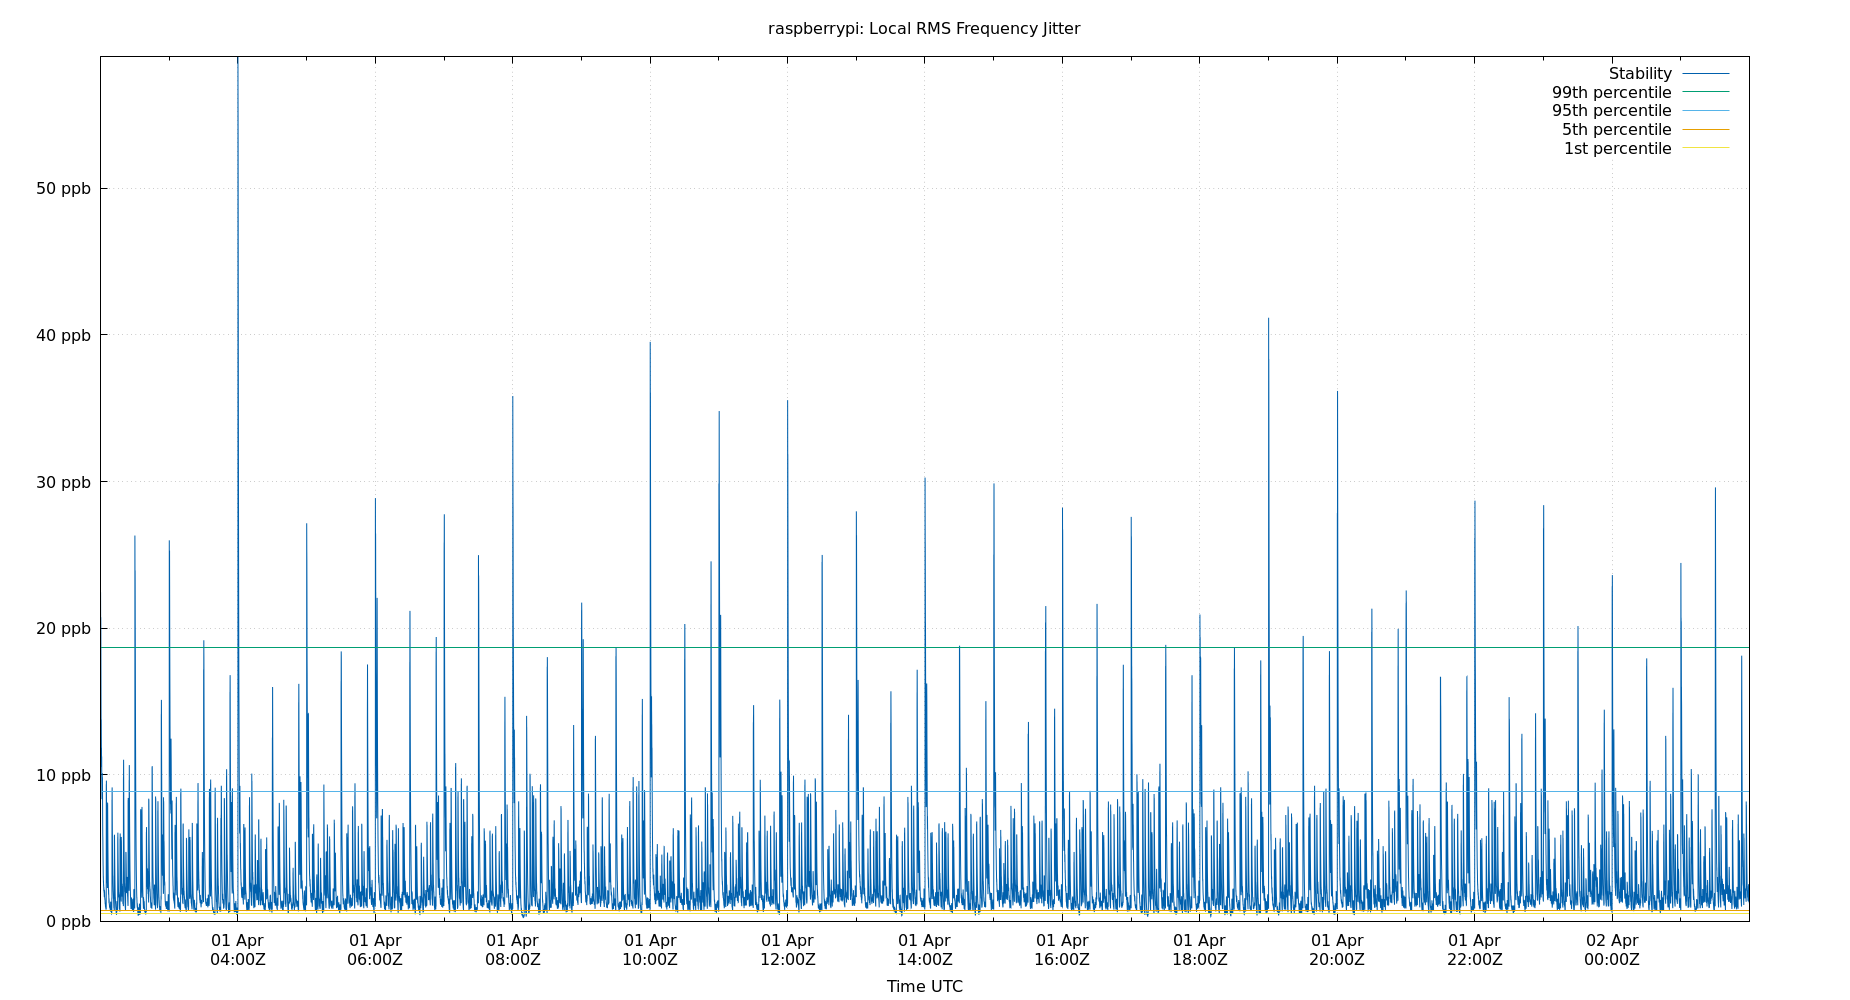 raspberrypi: Local RMS Frequency Jitter
Stability
99th percentile
95th percentile
5th percentile
1st percentile
50 ppb
40 ppb
30 ppb
20 ppb
10 ppb
0 ppb
01 Apr 01 Apr 01 Apr 01 Apr 01 Apr 01 Apr 01 Apr 01 Apr 01 Apr 01 Apr 02 Apr
04:00Z 06:00Z 08:00Z 10:00Z 12:00Z 14:00Z 16:00Z 18:00Z 20:00Z 22:00Z 00:00Z
Time UTC